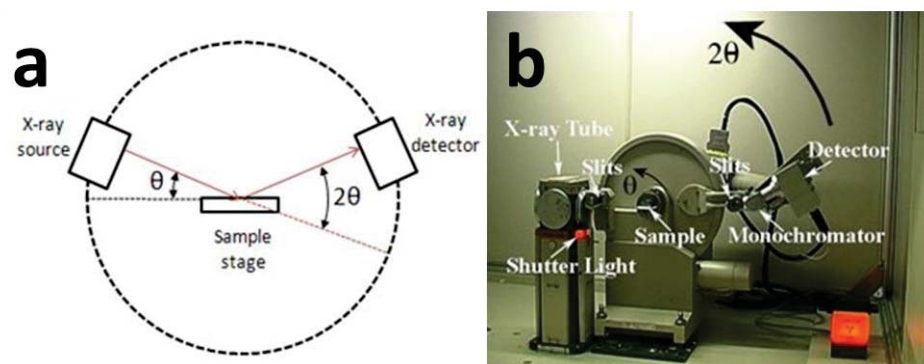 a
X-ray
source
θ
2θ
X-ray
detector
Sample
stage
b
2θ
X-ray Tube
Slits
θ
Slits
Detector
Sample
Monochromator
Shutter Light